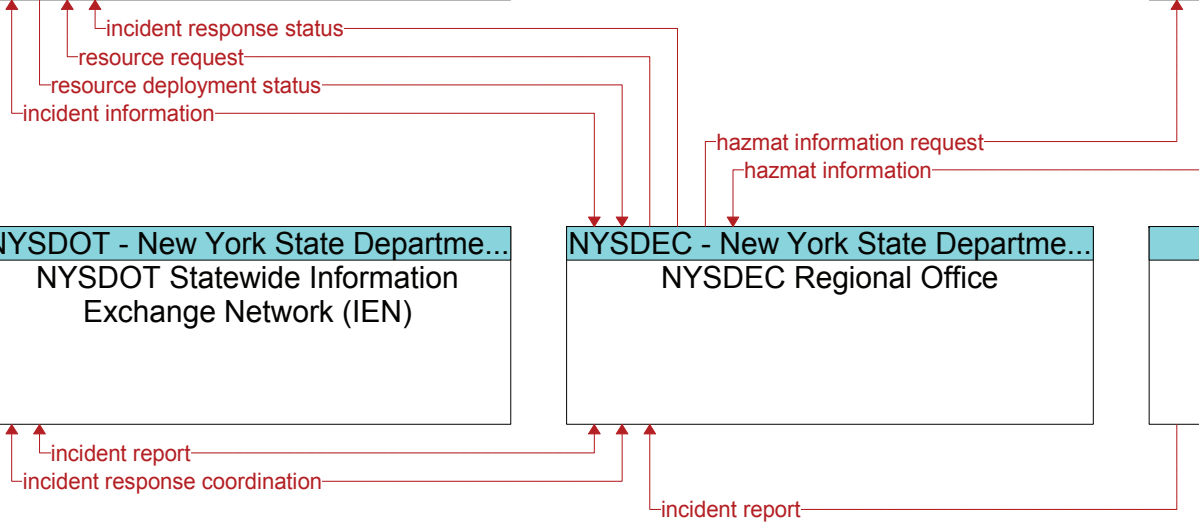 incident response status
resource request
resource deployment status
incident information
hazmat information request
hazmat information
NYSDOT - New York State Departme...
NYSDOT Statewide Information
Exchange Network (IEN)
NYSDEC - New York State Departme...
NYSDEC Regional Office
incident report
incident response coordination
incident report